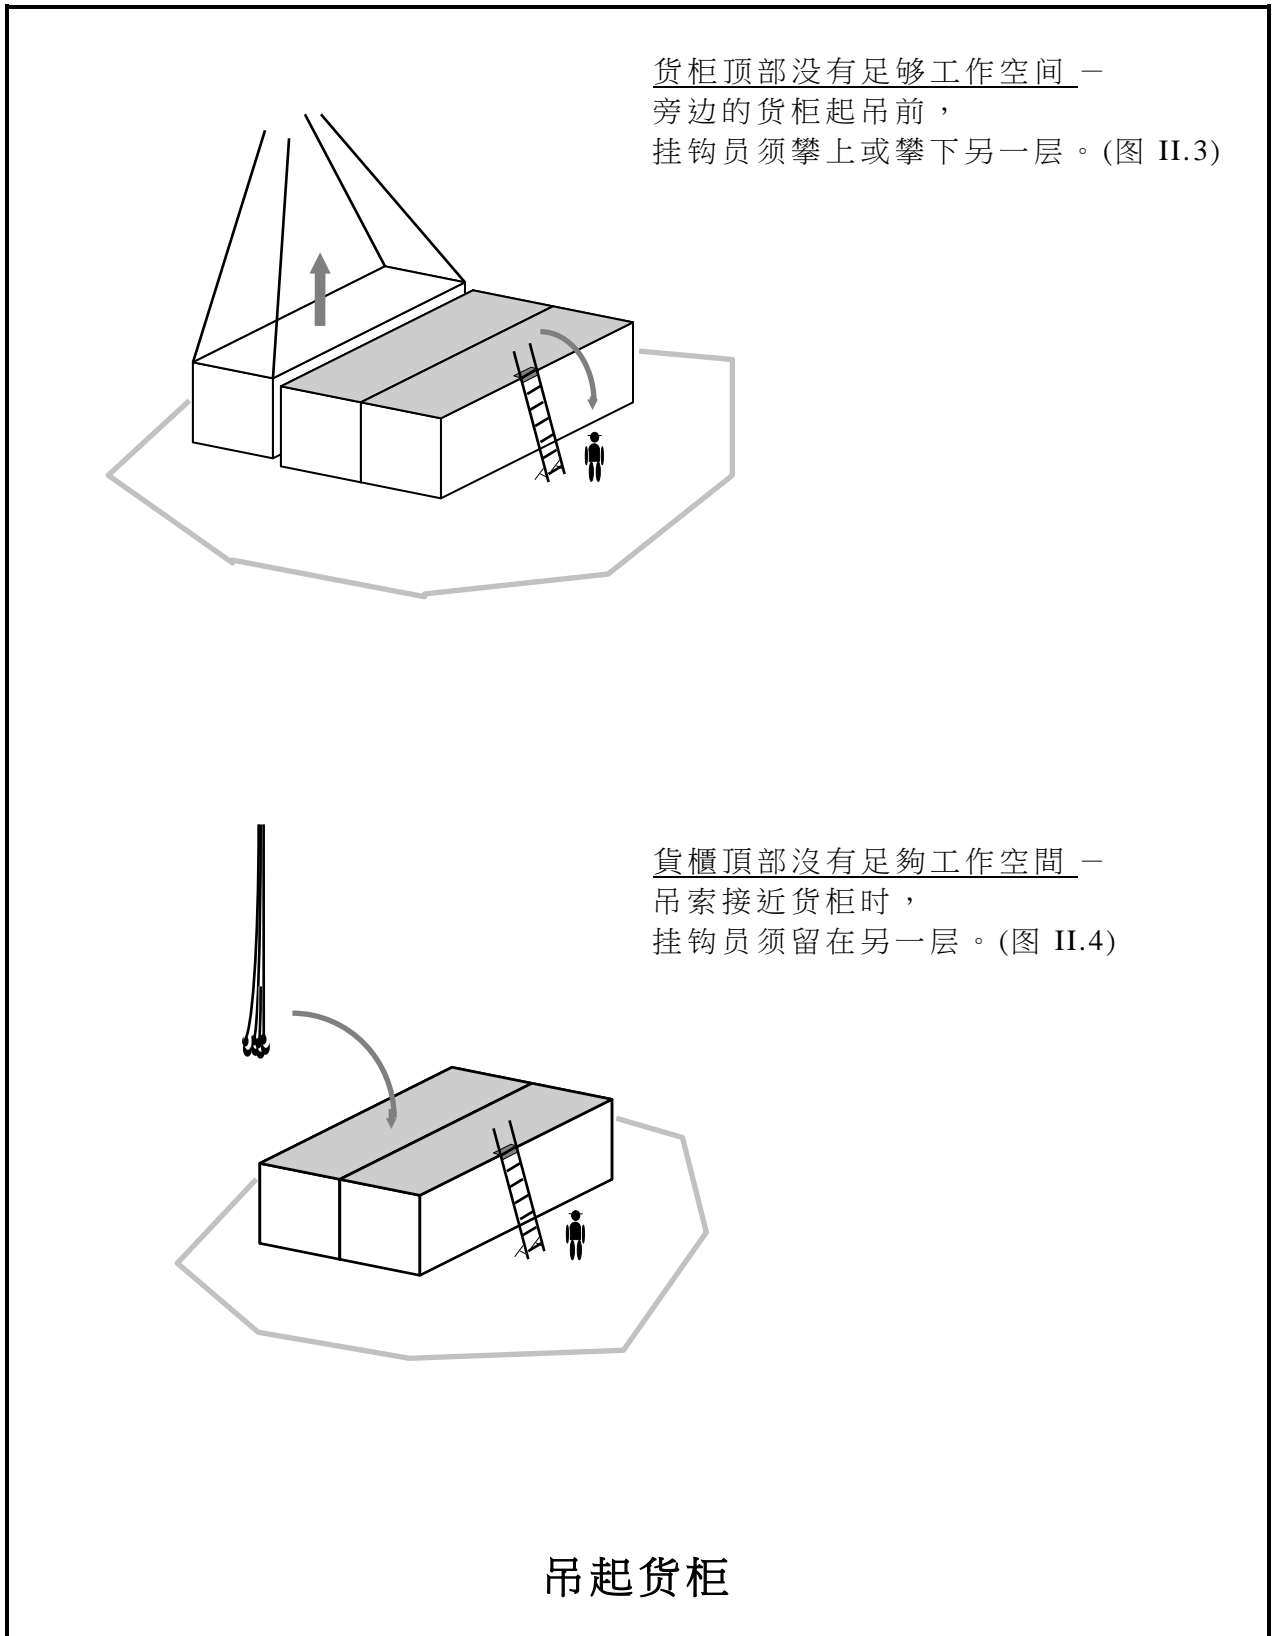 货柜顶部没有足够工作空间 —
旁边的货柜起吊前，
挂钩员须攀上或攀下另一层。(图 II.3)
貨櫃頂部沒有足夠工作空間 —
吊索接近货柜时，
挂钩员须留在另一层。(图 II.4)
吊起货柜